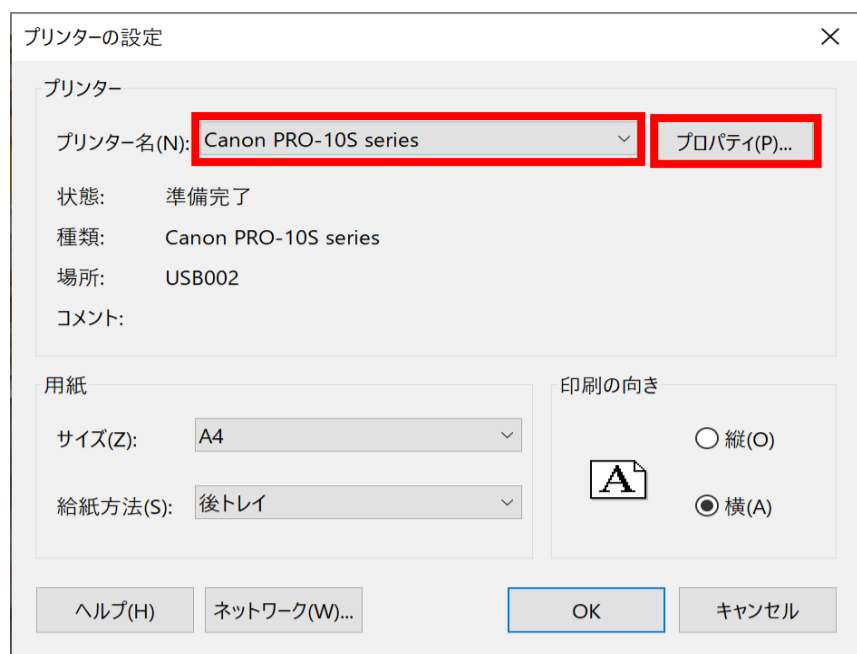 プリンターの設定
プリンター
プリンター名(N): Canon PRO-10S series プロパティ(P)...
状態: 準備完了
種類: Canon PRO-10S series
場所: USB002
コメント:
用紙
サイズ(Z): A4
給紙方法(S): 後トレイ
印刷の向き
A
縦(O)
横(A)
ヘルプ(H) ネットワーク(W)... OK キャンセル